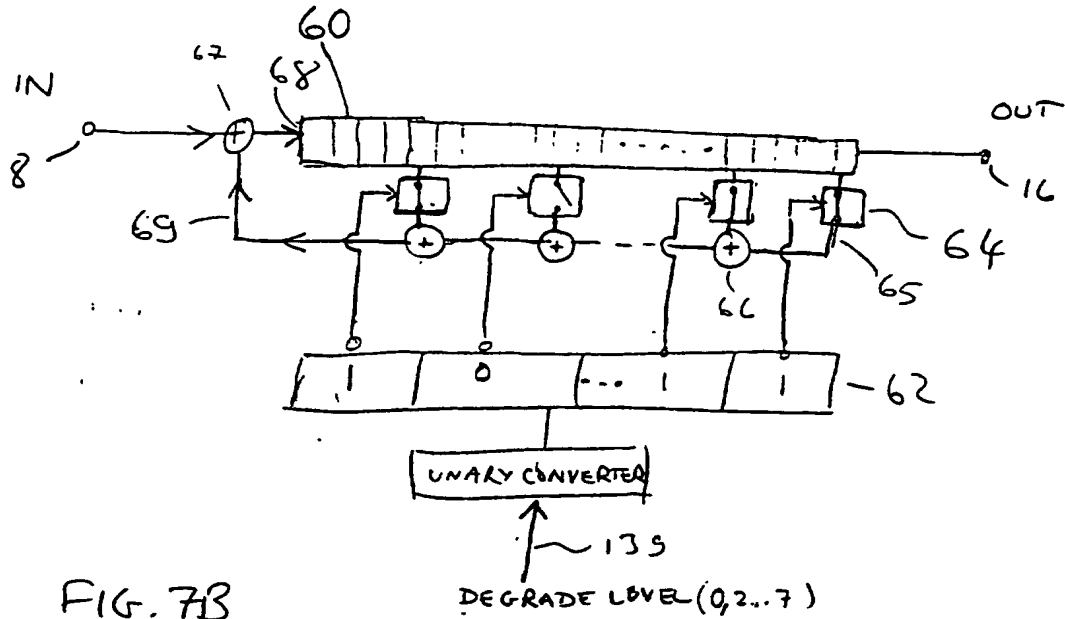 60
67
68
IN
OUT
8
16
69
64
65
66
1 0 ... 1 1
62
UNARY CONVERTER
139
DEGRADE LEVEL (0,2...7)
FIG. 7B